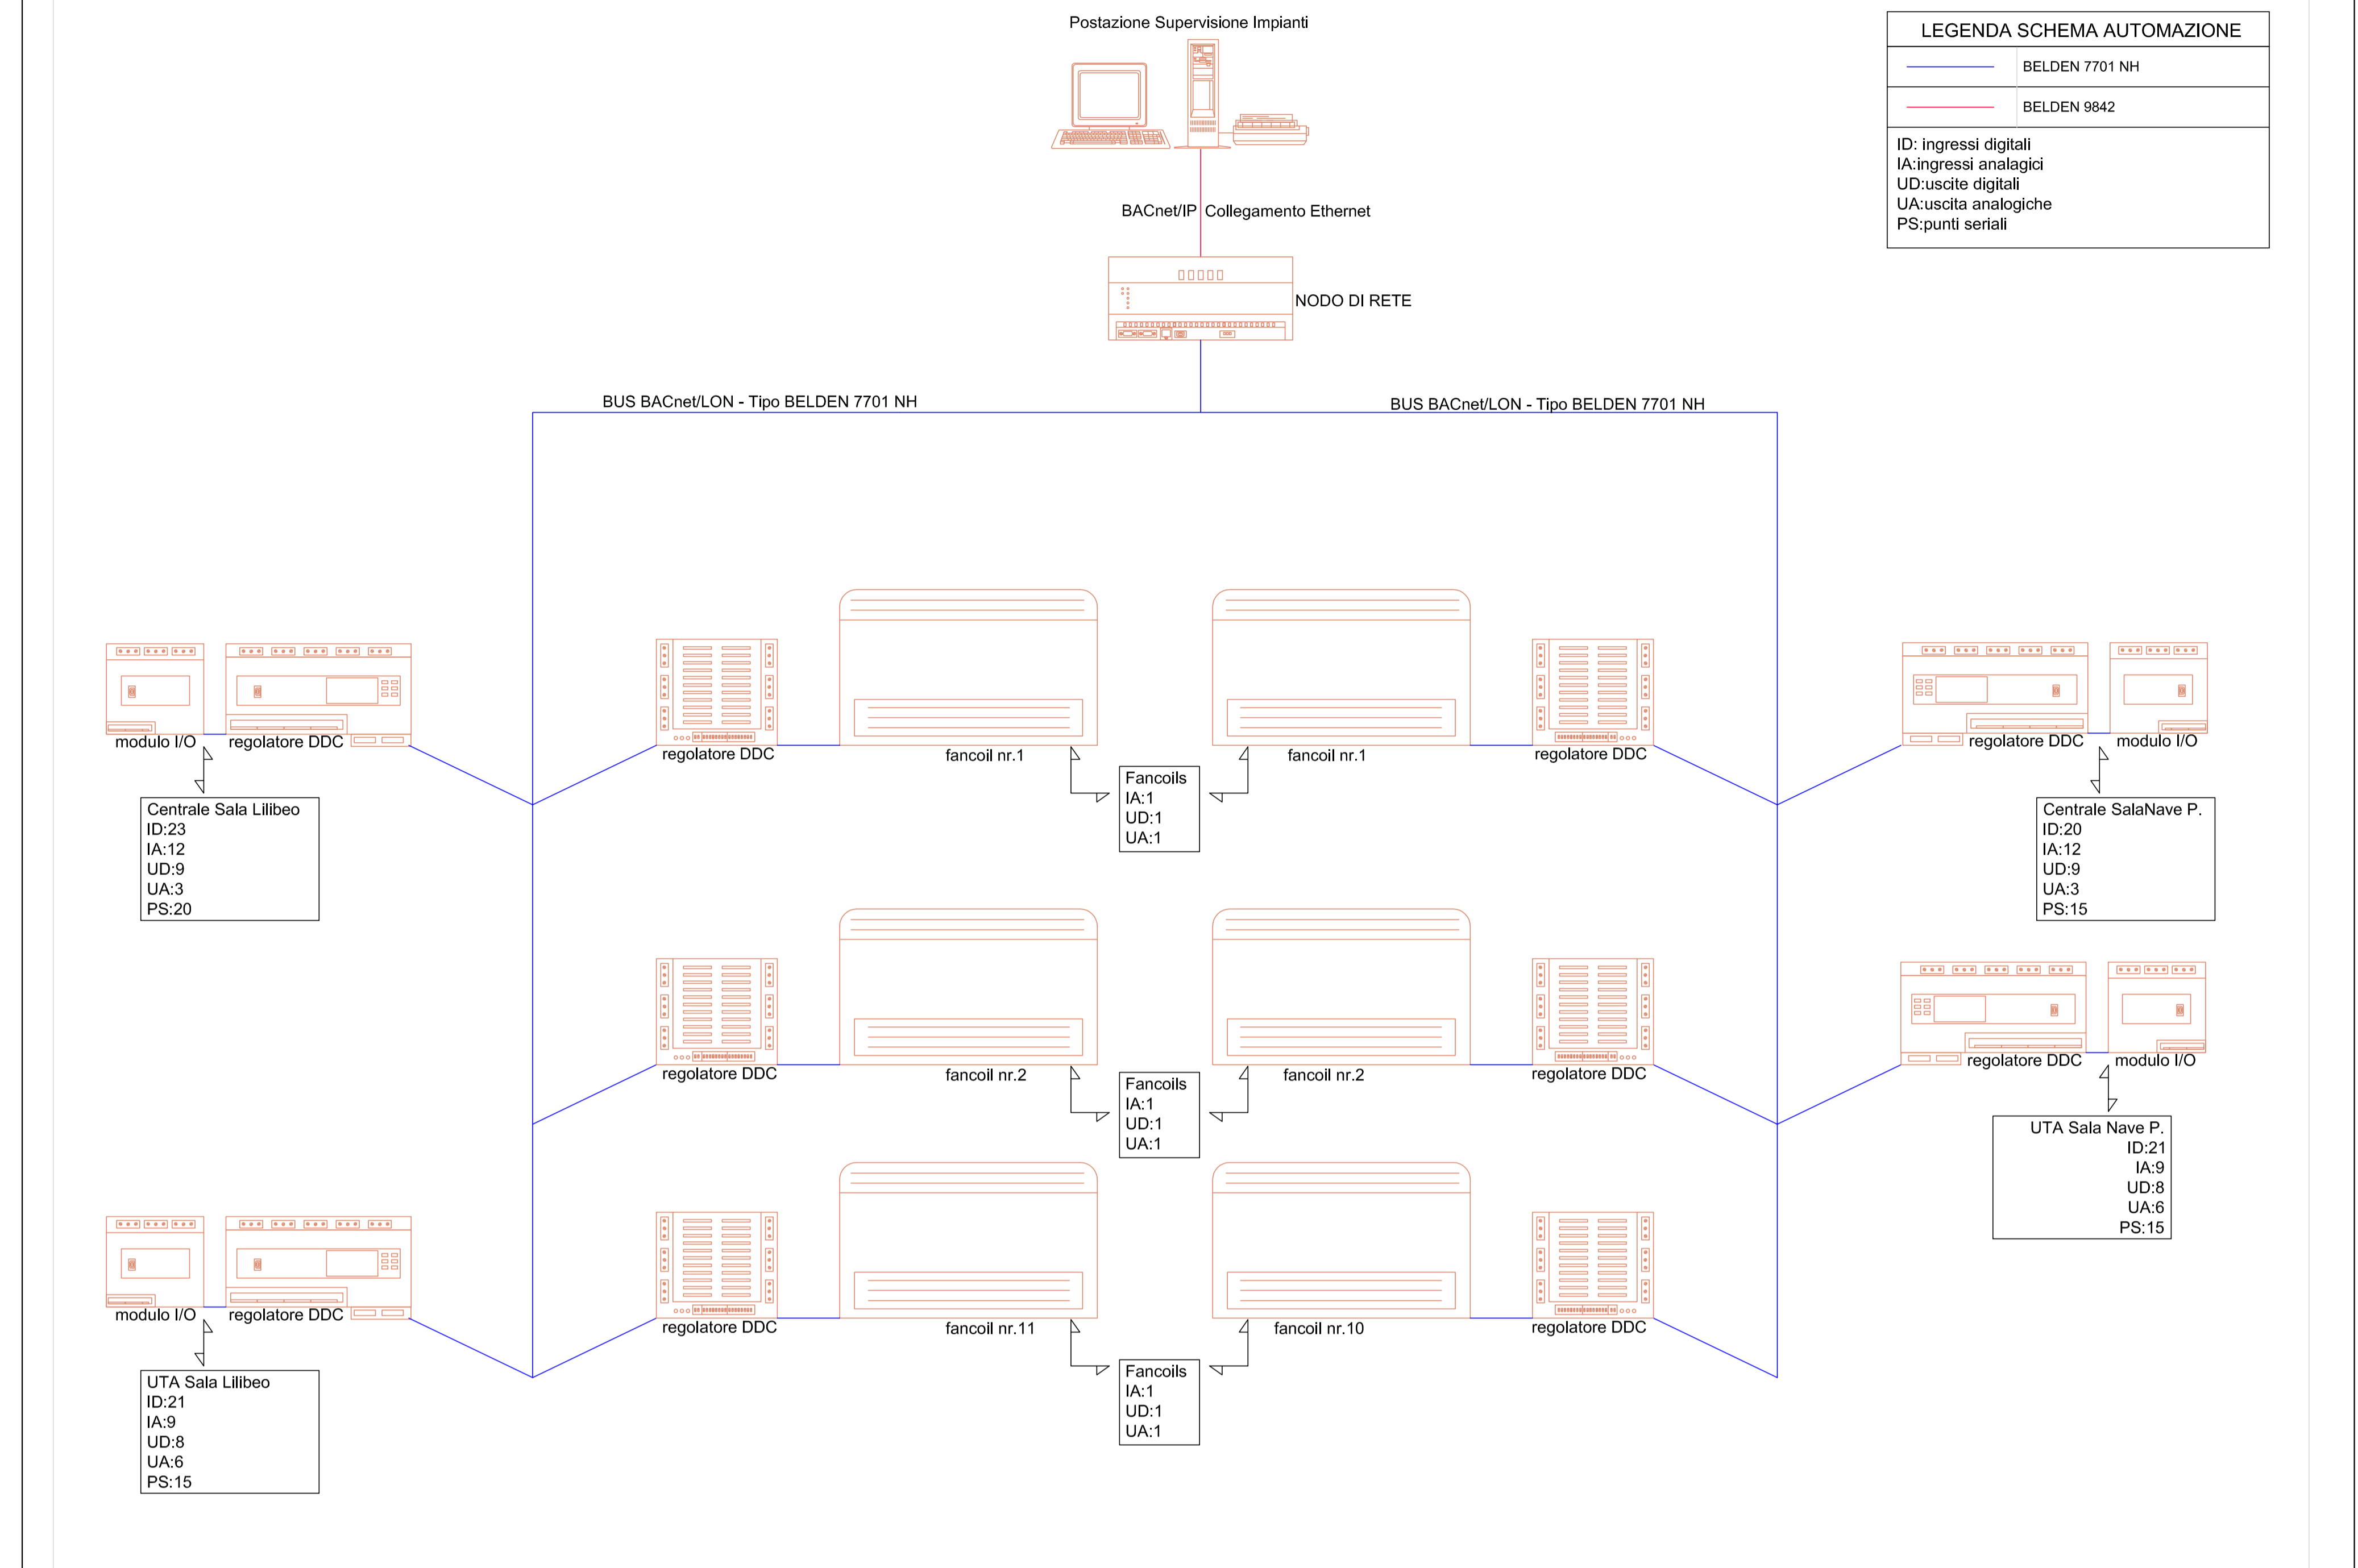 Postazione Supervisione Impianti
LEGENDA SCHEMA AUTOMAZIONE
BELDEN 7701 NH
BELDEN 9842
ID: ingressi digitali
IA:ingressi analagici
UD:uscite digitali
UA:uscita analogiche
PS:punti seriali
BACnet/IP Collegamento Ethernet
NODO DI RETE
BUS BACnet/LON - Tipo BELDEN 7701 NH
BUS BACnet/LON - Tipo BELDEN 7701 NH
modulo I/O
regolatore DDC
regolatore DDC
fancoil nr.1
fancoil nr.1
regolatore DDC
regolatore DDC
modulo I/O
Centrale Sala Lilibeo
ID:23
IA:12
UD:9
UA:3
PS:20
Fancoils
IA:1
UD:1
UA:1
Centrale SalaNave P.
ID:20
IA:12
UD:9
UA:3
PS:15
regolatore DDC
fancoil nr.2
fancoil nr.2
regolatore DDC
regolatore DDC
modulo I/O
Fancoils
IA:1
UD:1
UA:1
UTA Sala Nave P.
ID:21
IA:9
UD:8
UA:6
PS:15
modulo I/O
regolatore DDC
regolatore DDC
fancoil nr.11
fancoil nr.10
regolatore DDC
UTA Sala Lilibeo
ID:21
IA:9
UD:8
UA:6
PS:15
Fancoils
IA:1
UD:1
UA:1